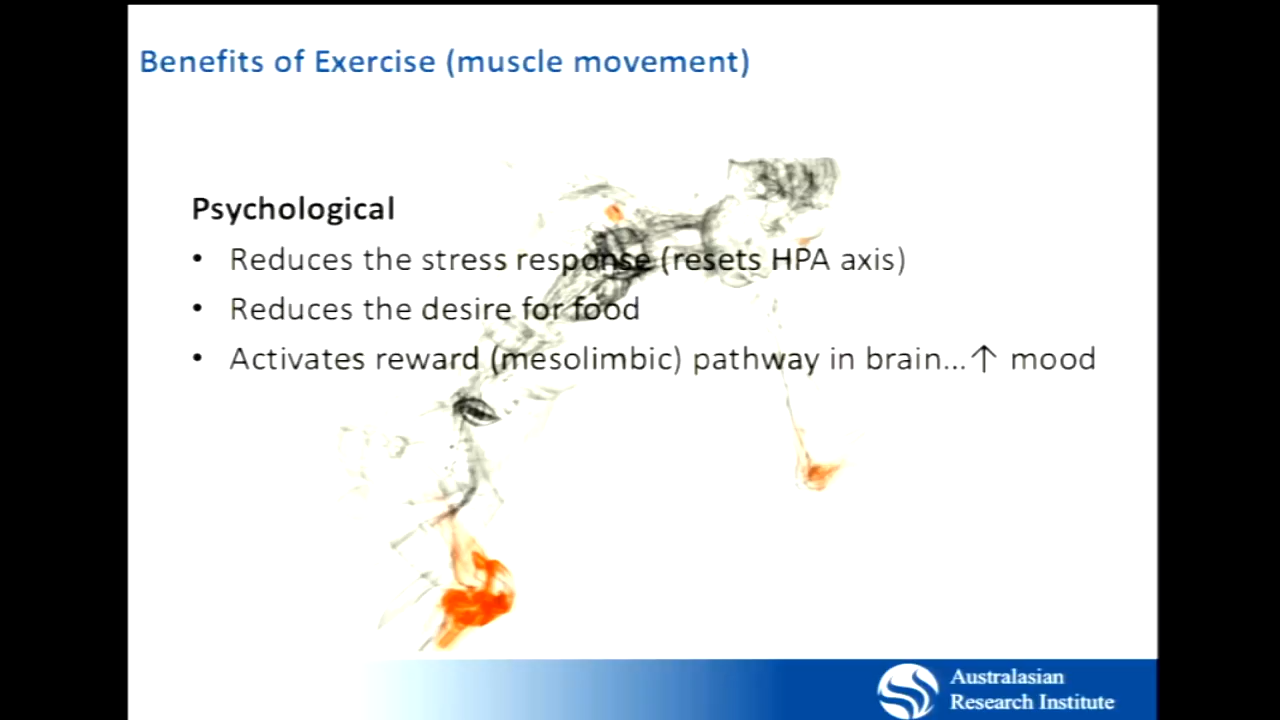 Benefits of Exercise (muscle movement)
Psychological
• Reduces the stress response (resets HPA axis)
• Reduces the desire for food
• Activates reward (mesolimbic) pathway in brain...↑ mood
Australasian
Research Institute